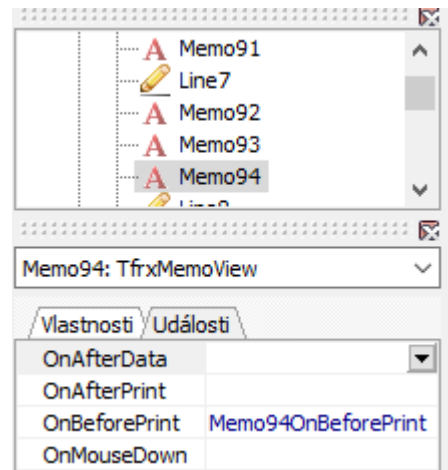 Memo91
Line7
Memo92
Memo93
Memo94
Memo94: TfrxMemoView
Vlastnosti Události
OnAfterData
OnAfterPrint
OnBeforePrint Memo94OnBeforePrint
OnMouseDown